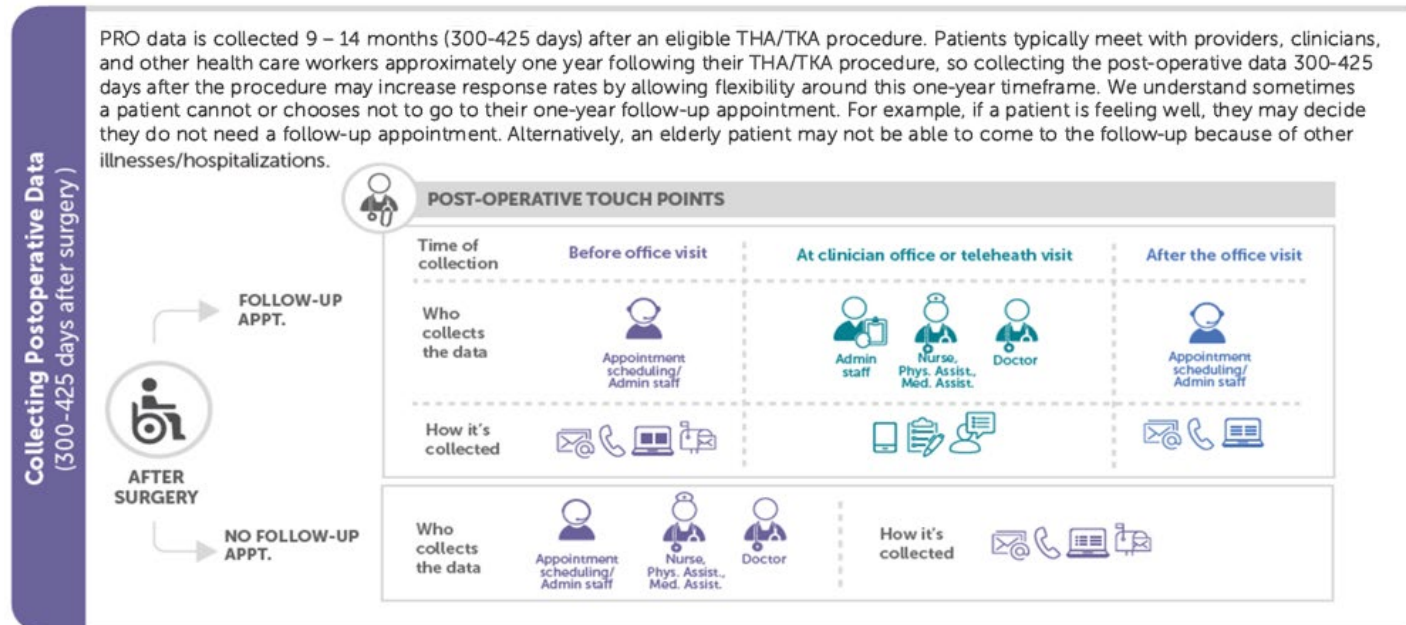 Collecting Postoperative Data
(300-425 days after surgery )
PRO data is collected 9 – 14 months (300-425 days) after an eligible THA/TKA procedure. Patients typically meet with providers, clinicians,
and other health care workers approximately one year following their THA/TKA procedure, so collecting the post-operative data 300-425
days after the procedure may increase response rates by allowing flexibility around this one-year timeframe. We understand sometimes
a patient cannot or chooses not to go to their one-year follow-up appointment. For example, if a patient is feeling well, they may decide
they do not need a follow-up appointment. Alternatively, an elderly patient may not be able to come to the follow-up because of other
illnesses/hospitalizations.
POST-OPERATIVE TOUCH POINTS
AFTER
SURGERY
FOLLOW-UP
APPT.
Time of
collection
Before office visit
At clinician office or teleheath visit
After the office visit
Who
collects
the data
Appointment
scheduling/
Admin staff
Admin
staff
Nurse,
Phys. Assist.,
Med. Assist.
Doctor
Appointment
scheduling/
Admin staff
How it's
collected
NO FOLLOW-UP
APPT.
Who
collects
the data
Appointment
scheduling/
Admin staff
Nurse,
Phys. Assist.,
Med. Assist.
Doctor
How it's
collected